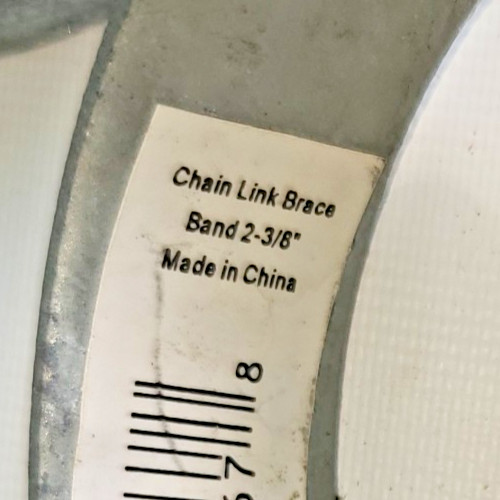 Chain Link Brace
Band 2-3/8"
Made in China
8
7